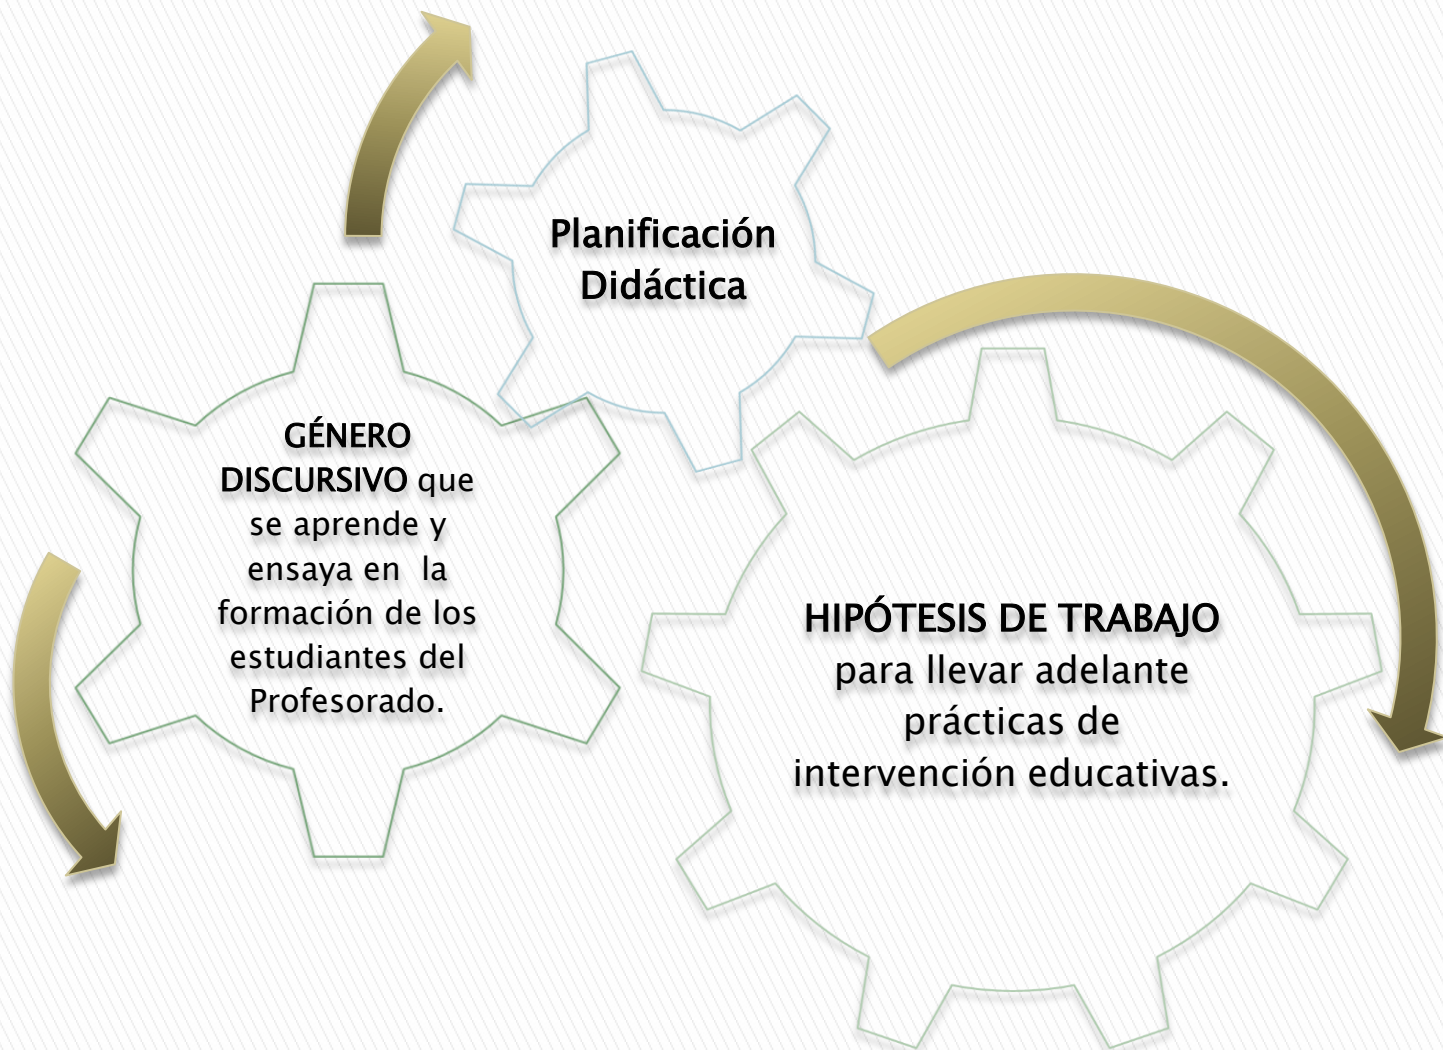 Planificación
Didáctica
GÉNERO
DISCURSIVO que
se aprende y
ensaya en la
formación de los
estudiantes del
Profesorado.
HIPÓTESIS DE TRABAJO
para llevar adelante
prácticas de
intervención educativas.